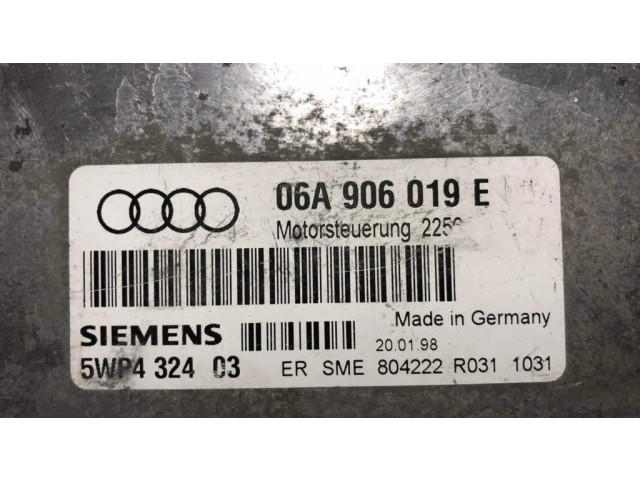 06A 906 019 E
Motorsteuerung
SIEMENS
Made in Germany
20.01.98
5WP4 324 03 ER SME 804222 R031 1031